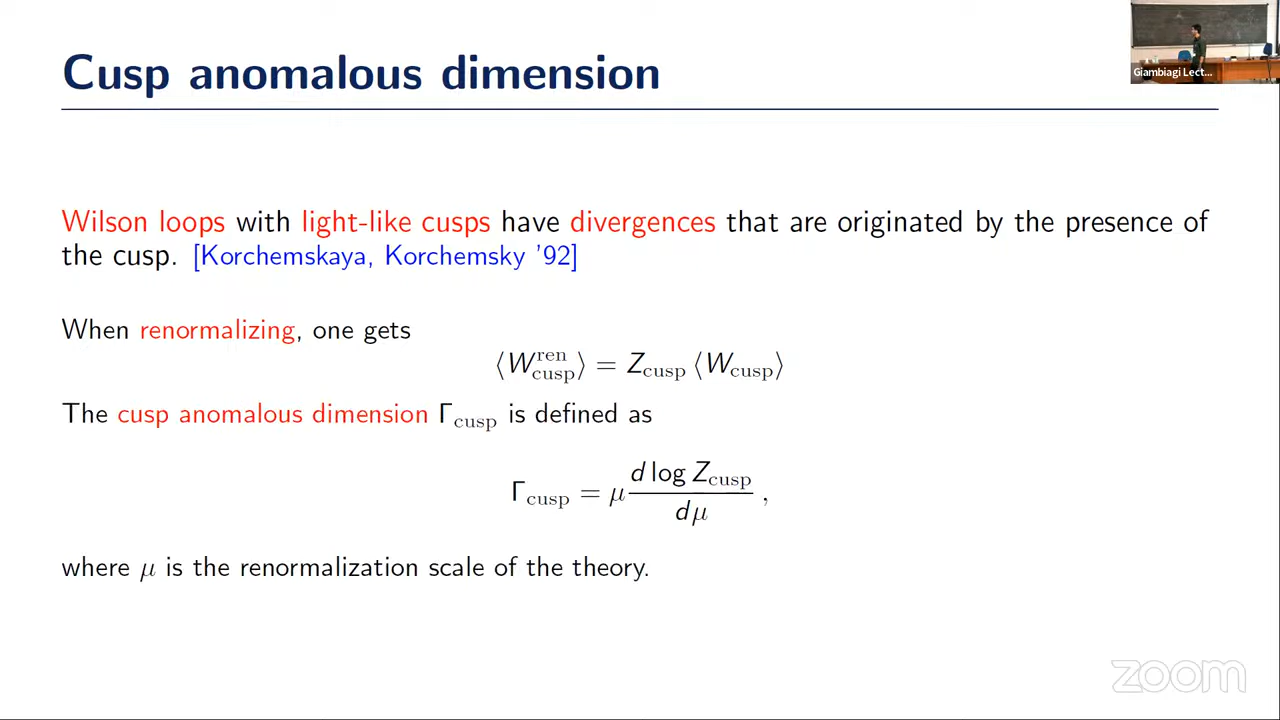 Cusp anomalous dimension
Giambiagi Lect...
Wilson loops with light-like cusps have divergences that are originated by the presence of
the cusp. [Korchemskaya, Korchemsky '92]
When renormalizing, one gets
⟨W^ren_cusp⟩ = Z_cusp ⟨W_cusp⟩
The cusp anomalous dimension Γ_cusp is defined as
Γ_cusp = μ d log Z_cusp / dμ ,
where μ is the renormalization scale of the theory.
zoom